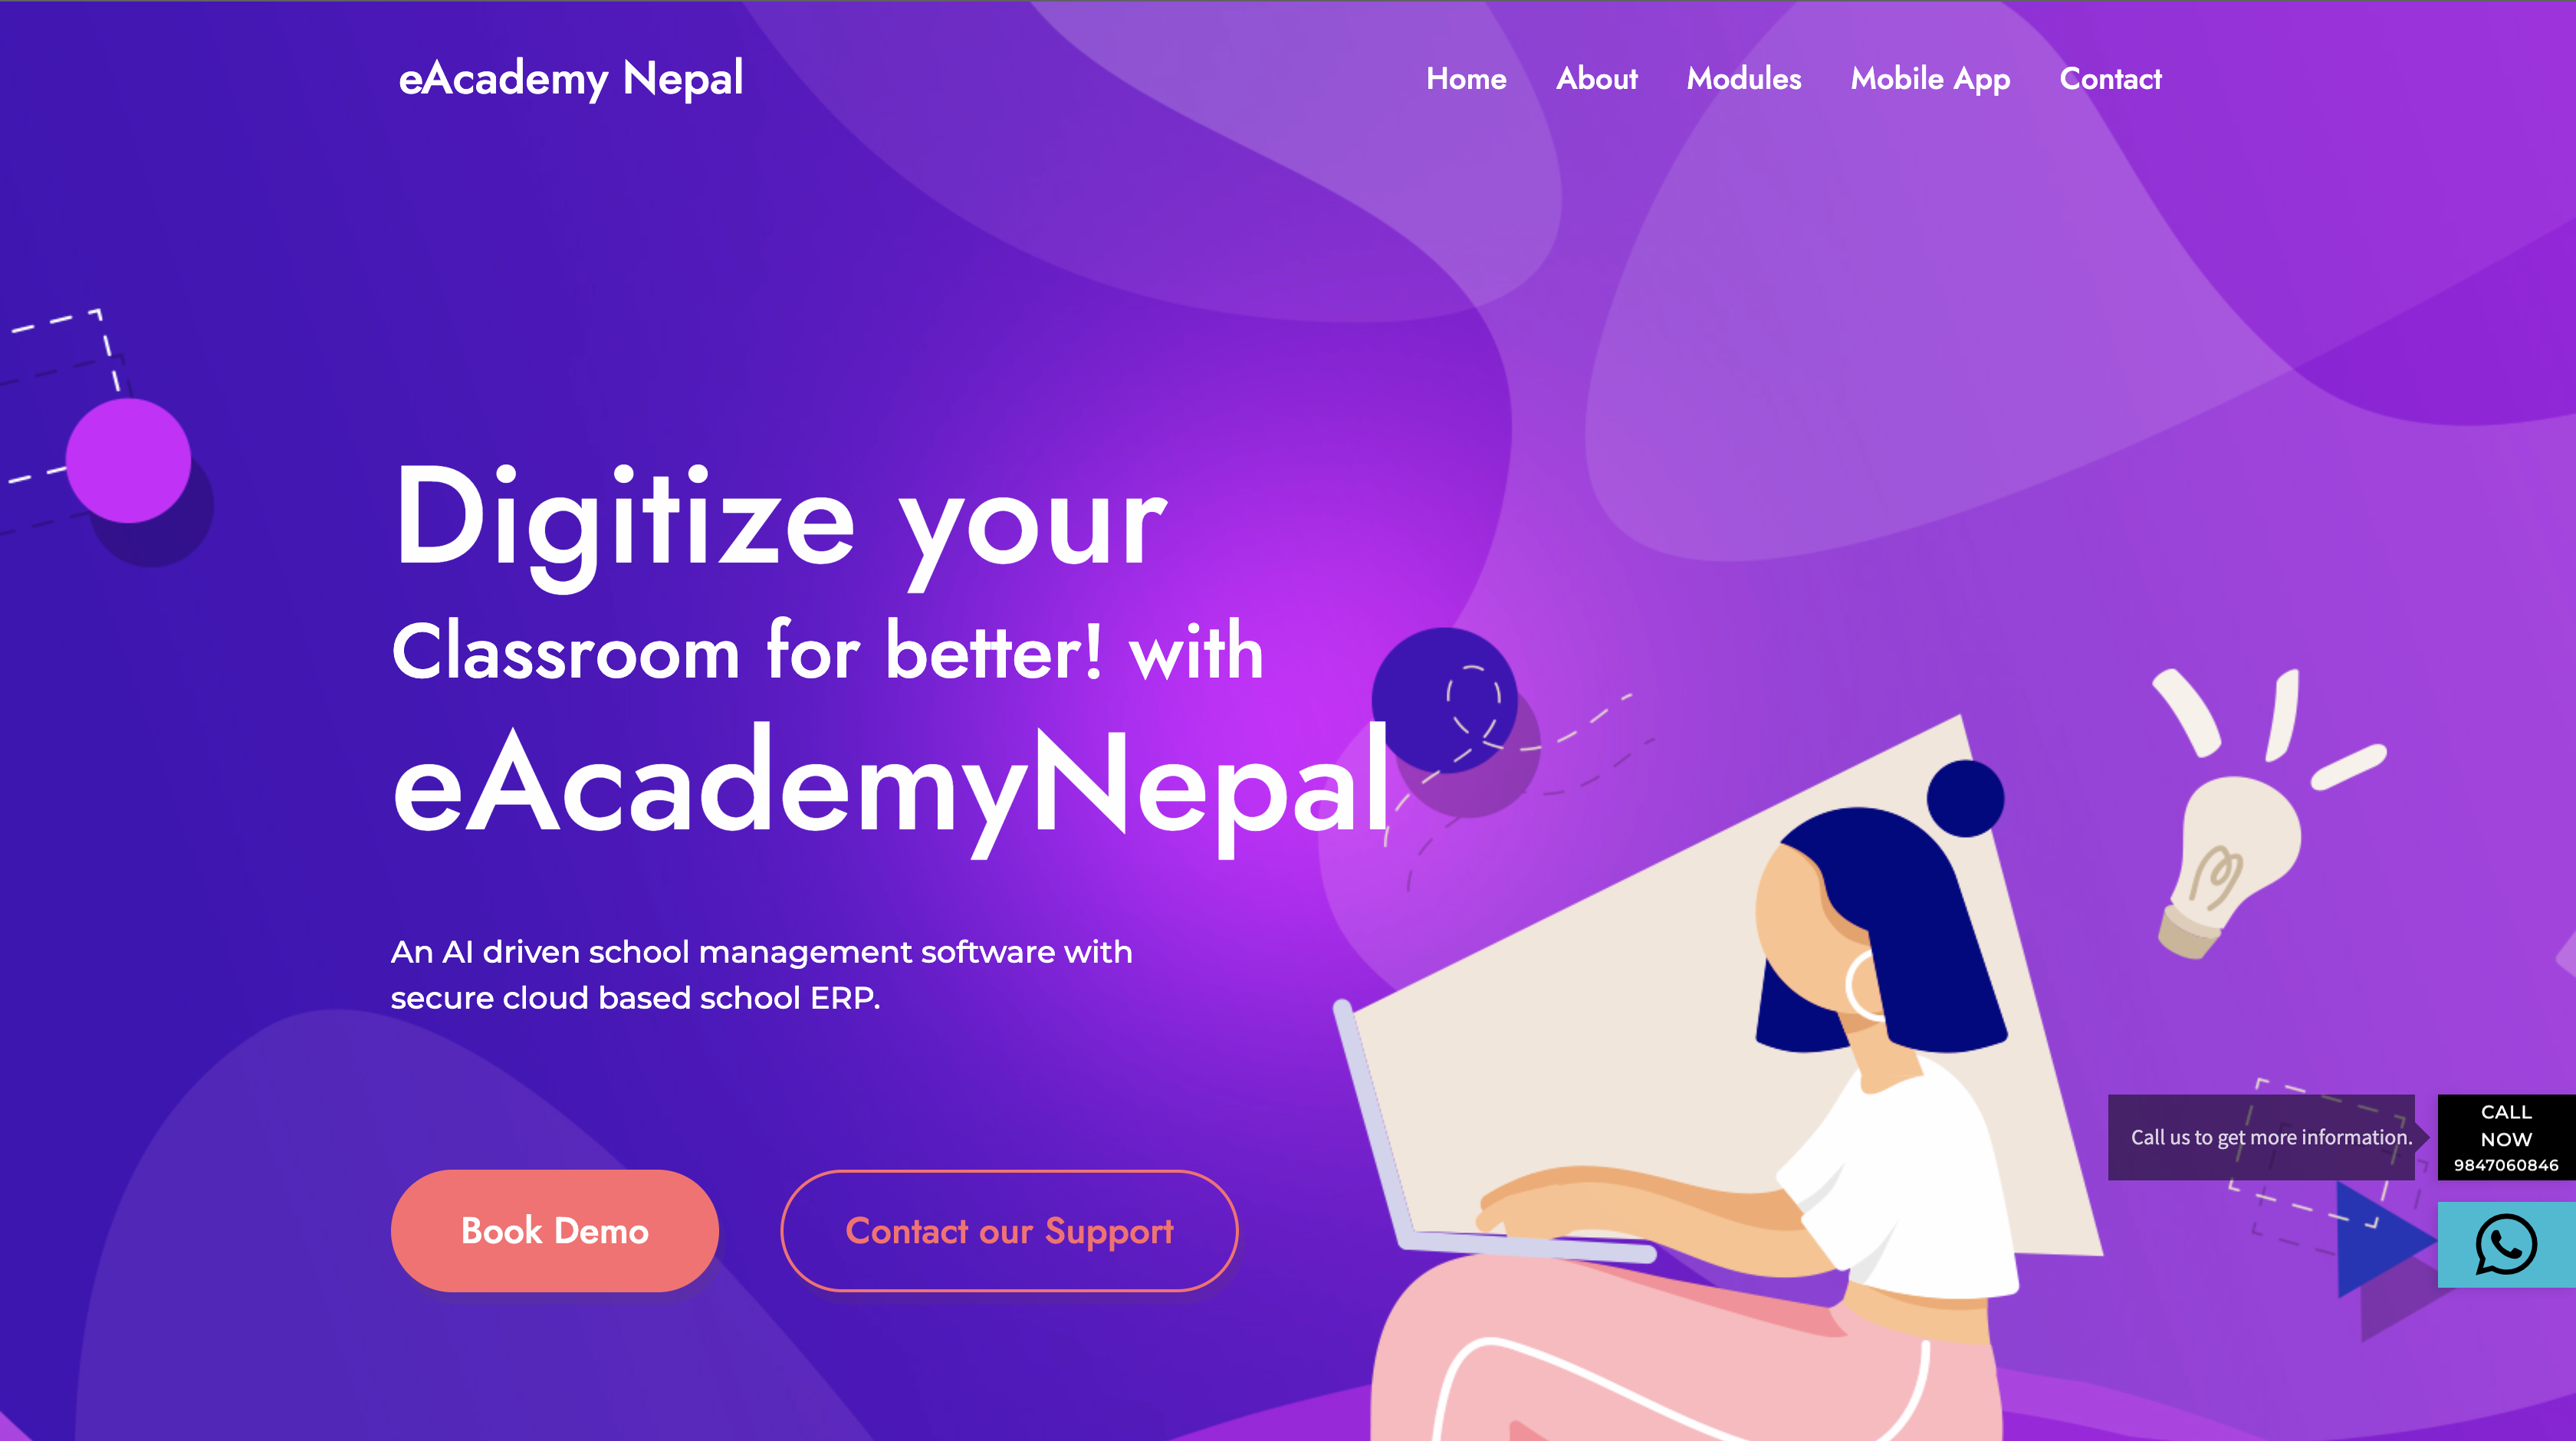 eAcademy Nepal
Home About Modules Mobile App Contact
Digitize your
Classroom for better! with
eAcademyNepal
An AI driven school management software with
secure cloud based school ERP.
Book Demo
Contact our Support
Call us to get more information.
CALL
NOW
9847060846